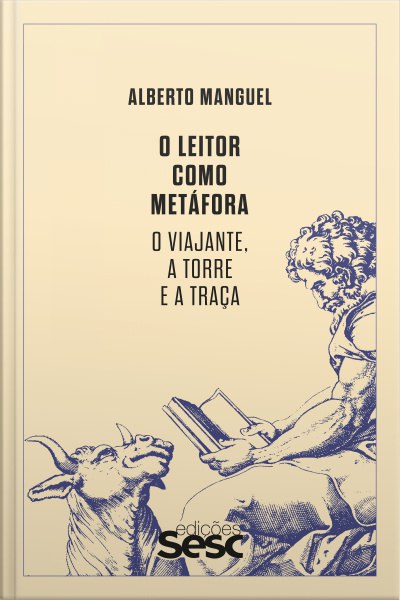 ALBERTO MANGUEL
O LEITOR
COMO
METÁFORA
O VIAJANTE,
A TORRE
E A TRAÇA
edições
Sesc